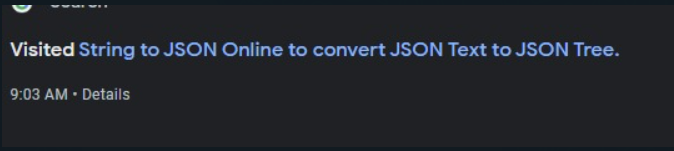 Visited String to JSON Online to convert JSON Text to JSON Tree.
9:03 AM • Details